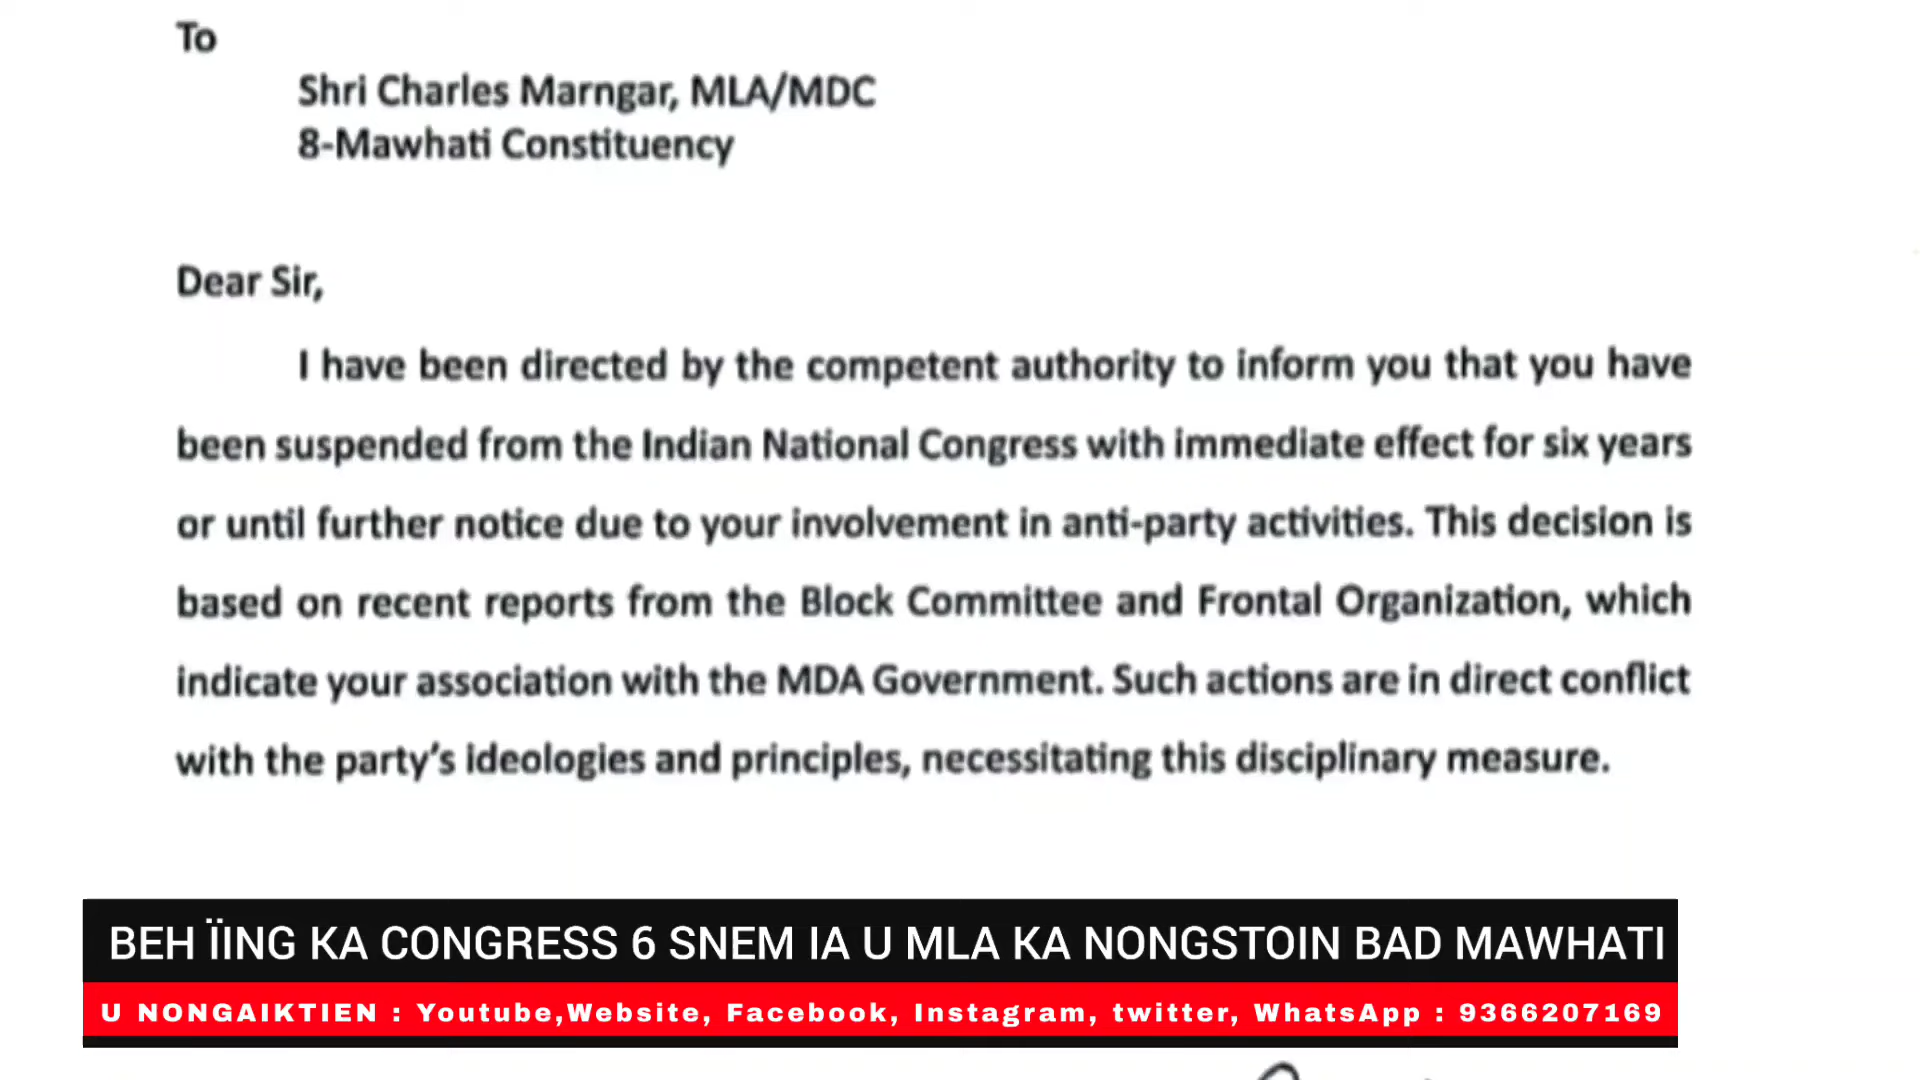 To
Shri Charles Marngar, MLA/MDC
8-Mawhati Constituency
Dear Sir,
I have been directed by the competent authority to inform you that you have
been suspended from the Indian National Congress with immediate effect for six years
or until further notice due to your involvement in anti-party activities. This decision is
based on recent reports from the Block Committee and Frontal Organization, which
indicate your association with the MDA Government. Such actions are in direct conflict
with the party’s ideologies and principles, necessitating this disciplinary measure.
BEH ÏING KA CONGRESS 6 SNEM IA U MLA KA NONGSTOIN BAD MAWHATI
U NONGAIKTIEN : Youtube,Website, Facebook, Instagram, twitter, WhatsApp : 9366207169